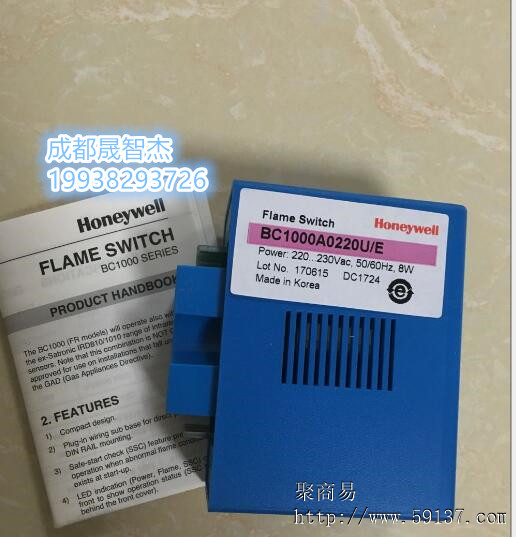 成都晟智杰
19938293726
Honeywell
FLAME SWITCH
BC1000 SERIES
PRODUCT HANDBOOK
The BC1000 (FR models) will operate also wi
the ex-Satronic IRD810/1010 range of infrare
sensors. Note that this combination is NOT
approved for use on installations that fall un
the GAD (Gas Appliances Directive).
2. FEATURES
1) Compact design.
2) Plug-in wiring sub base for direct
DIN RAIL mounting.
3) Safe-start check (SSC) feature pre
operation when abnormal flame cond
exists at start-up.
4) LED indication (Power, Flame, SSC)
front to show operation status (SS
behind the front cover).
Flame Switch
Honeywell
BC1000A0220U/E
Power: 220...230Vac, 50/60Hz, 8W
Lot No. 170615 DC1724
Made in Korea
聚商易
http://www.59137.com